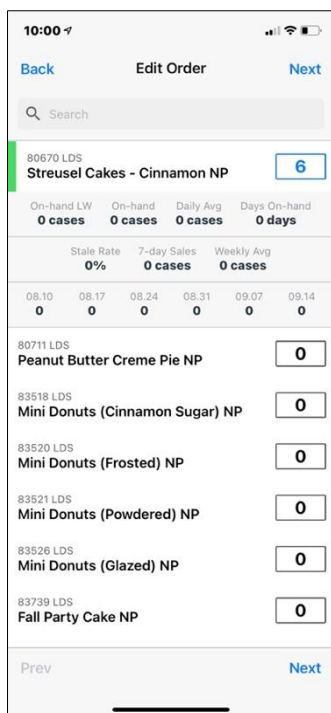 10:00
Back Edit Order Next
Search
80670 LDS
Streusel Cakes - Cinnamon NP 6
On-hand LW On-hand Daily Avg Days On-hand
0 cases 0 cases 0 cases 0 days
Stale Rate 7-day Sales Weekly Avg
0% 0 cases 0 cases
08.10 08.17 08.24 08.31 09.07 09.14
0 0 0 0 0 0
80711 LDS
Peanut Butter Creme Pie NP 0
83518 LDS
Mini Donuts (Cinnamon Sugar) NP 0
83520 LDS
Mini Donuts (Frosted) NP 0
83521 LDS
Mini Donuts (Powdered) NP 0
83526 LDS
Mini Donuts (Glazed) NP 0
83739 LDS
Fall Party Cake NP 0
Prev Next